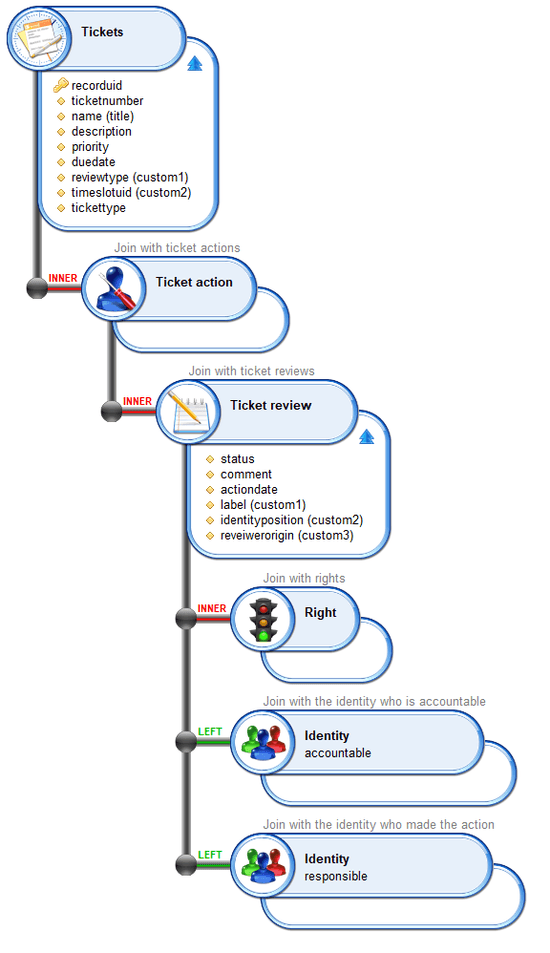 Tickets
recorduid
ticketnumber
name (title)
description
priority
duedate
reviewtype (custom1)
timeslotuid (custom2)
tickettype
Join with ticket actions
INNER
Ticket action
Join with ticket reviews
INNER
Ticket review
status
comment
actiondate
label (custom1)
identityposition (custom2)
reveiwerorigin (custom3)
Join with rights
INNER
Right
Join with the identity who is accountable
LEFT
Identity
accountable
Join with the identity who made the action
LEFT
Identity
responsible